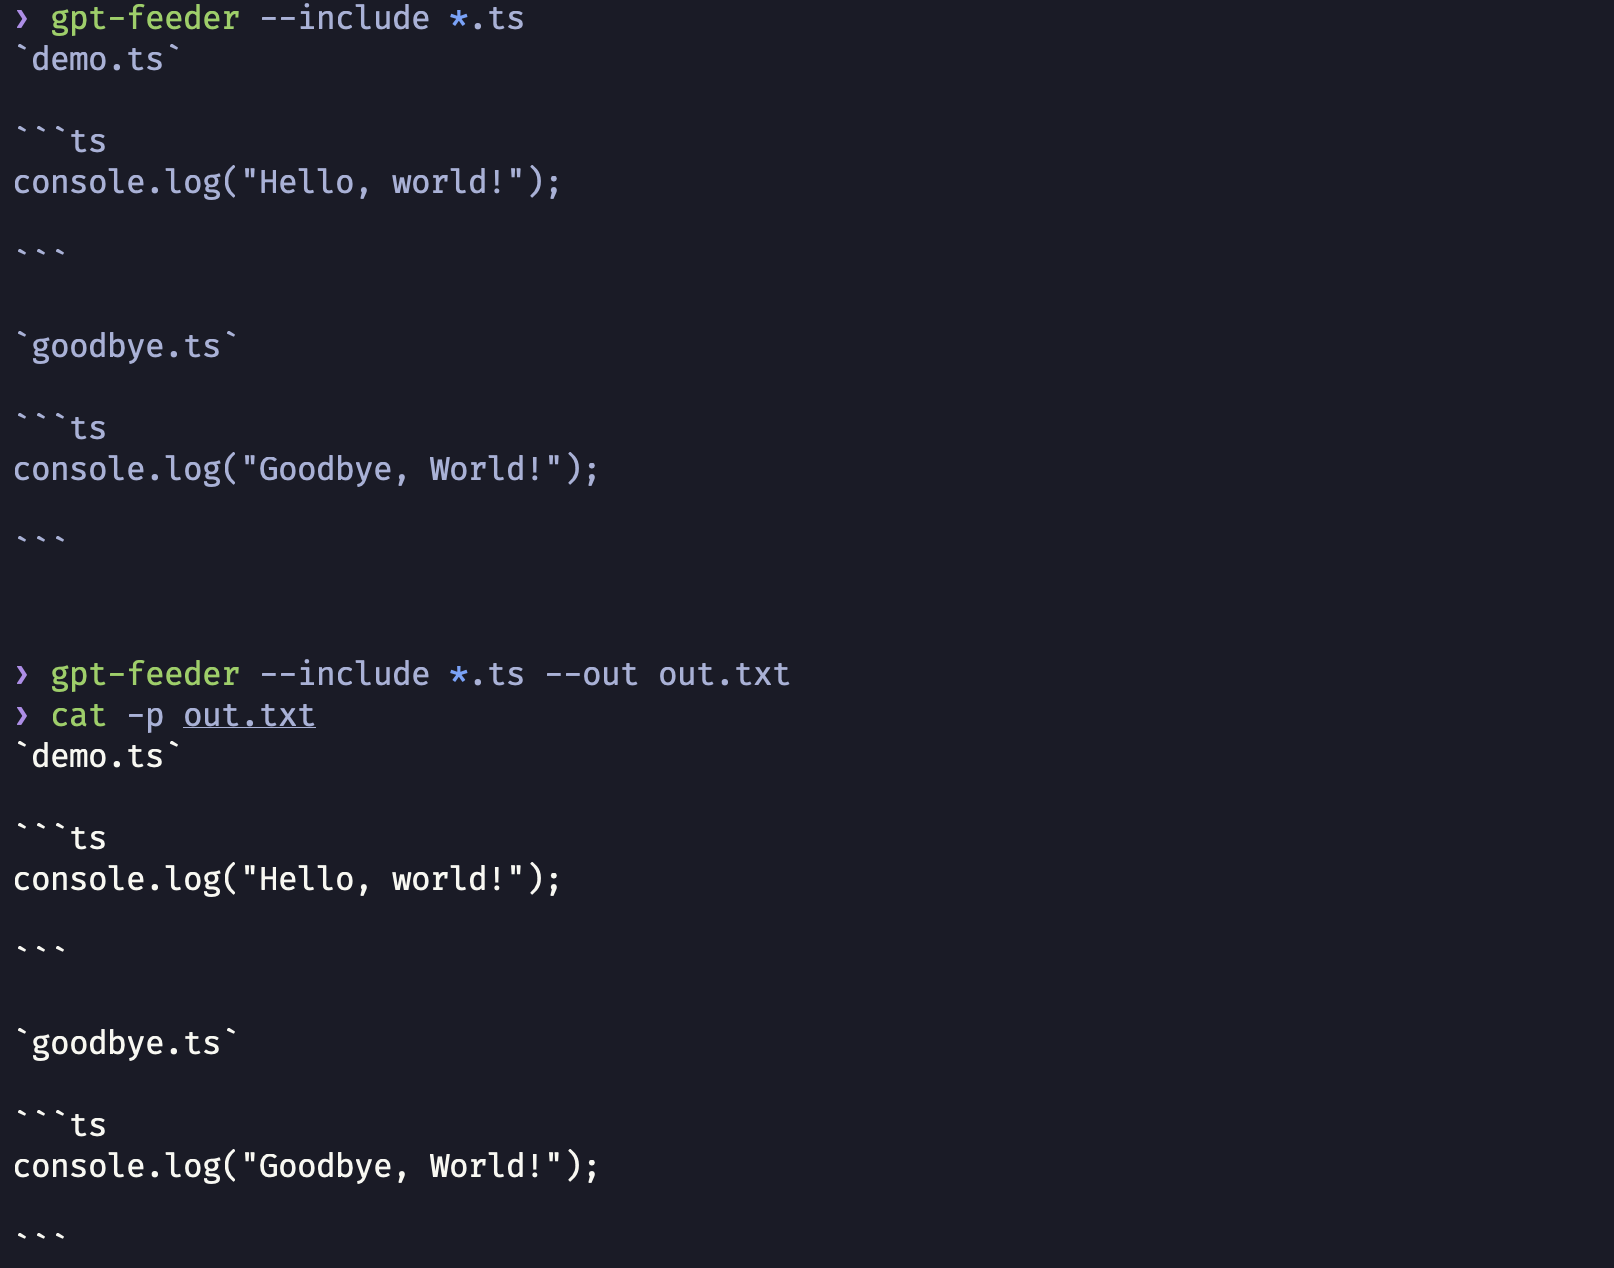 ❯ gpt-feeder --include *.ts
`demo.ts`
```ts
console.log("Hello, world!");
```
`goodbye.ts`
```ts
console.log("Goodbye, World!");
```
❯ gpt-feeder --include *.ts --out out.txt
❯ cat -p out.txt
`demo.ts`
```ts
console.log("Hello, world!");
```
`goodbye.ts`
```ts
console.log("Goodbye, World!");
```